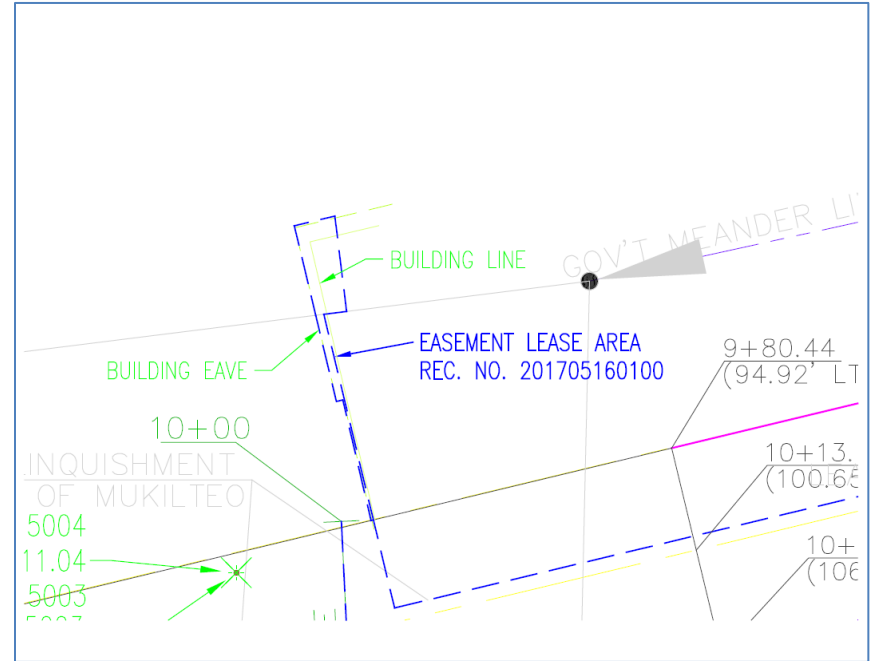 GOV'T MEANDER LI
BUILDING LINE
EASEMENT LEASE AREA
REC. NO. 201705160100
BUILDING EAVE
9+80.44
(94.92' LT
10+00
INQUISHMENT
OF MUKILTEO
10+13.
(100.65
5004
11.04
5003
10+
(106